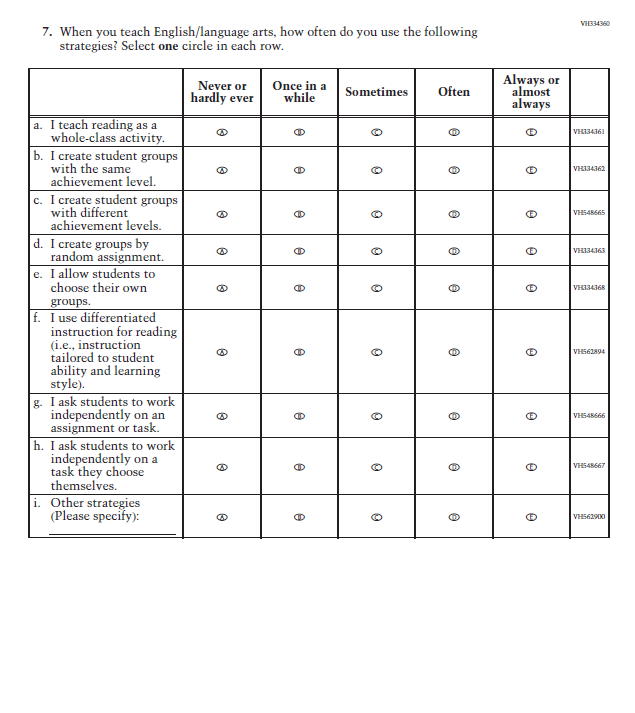 VH334360
7. When you teach English/language arts, how often do you use the following
strategies? Select one circle in each row.
Never or
hardly ever
Once in a
while
Sometimes
Often
Always or
almost
always
a. I teach reading as a
whole-class activity.
A B C D E VH334361
b. I create student groups
with the same
achievement level.
A B C D E VH334362
c. I create student groups
with different
achievement levels.
A B C D E VH548665
d. I create groups by
random assignment.
A B C D E VH334363
e. I allow students to
choose their own
groups.
A B C D E VH334368
f. I use differentiated
instruction for reading
(i.e., instruction
tailored to student
ability and learning
style).
A B C D E VH562894
g. I ask students to work
independently on an
assignment or task.
A B C D E VH548666
h. I ask students to work
independently on a
task they choose
themselves.
A B C D E VH548667
i. Other strategies
(Please specify):
A B C D E VH562900